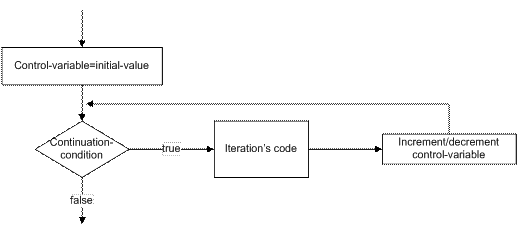 Control-variable=initial-value
Continuation-
condition
true
Iteration's code
Increment/decrement
control-variable
false